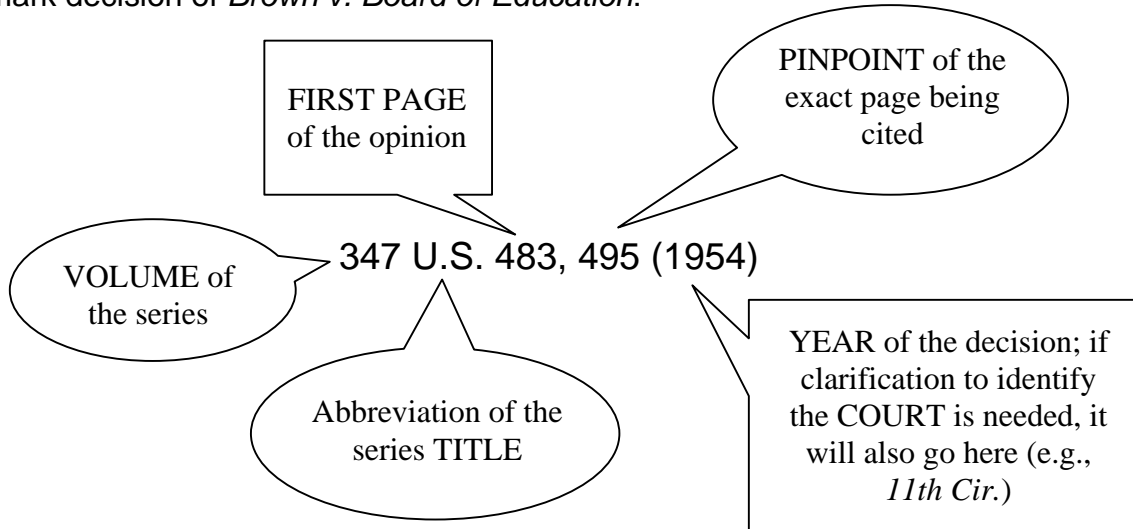 mark decision of Brown v. Board of Education.
FIRST PAGE
of the opinion
PINPOINT of the
exact page being
cited
347 U.S. 483, 495 (1954)
VOLUME of
the series
Abbreviation of the
series TITLE
YEAR of the decision; if
clarification to identify
the COURT is needed, it
will also go here (e.g.,
11th Cir.)